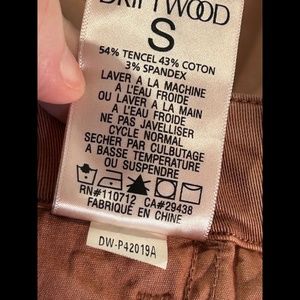 DRIFTWOOD
S
54% TENCEL 43% COTON
3% SPANDEX
LAVER A LA MACHINE
A L'EAU FROIDE
OU LAVER A LA MAIN
A L'EAU FROIDE
NE PAS JAVELLISER
CYCLE NORMAL
SECHER PAR CULBUTAGE
A BASSE TEMPERATURE
OU SUSPENDRE
RN#110712 CA#29438
FABRIQUÉ EN CHINE
DW-P42019A